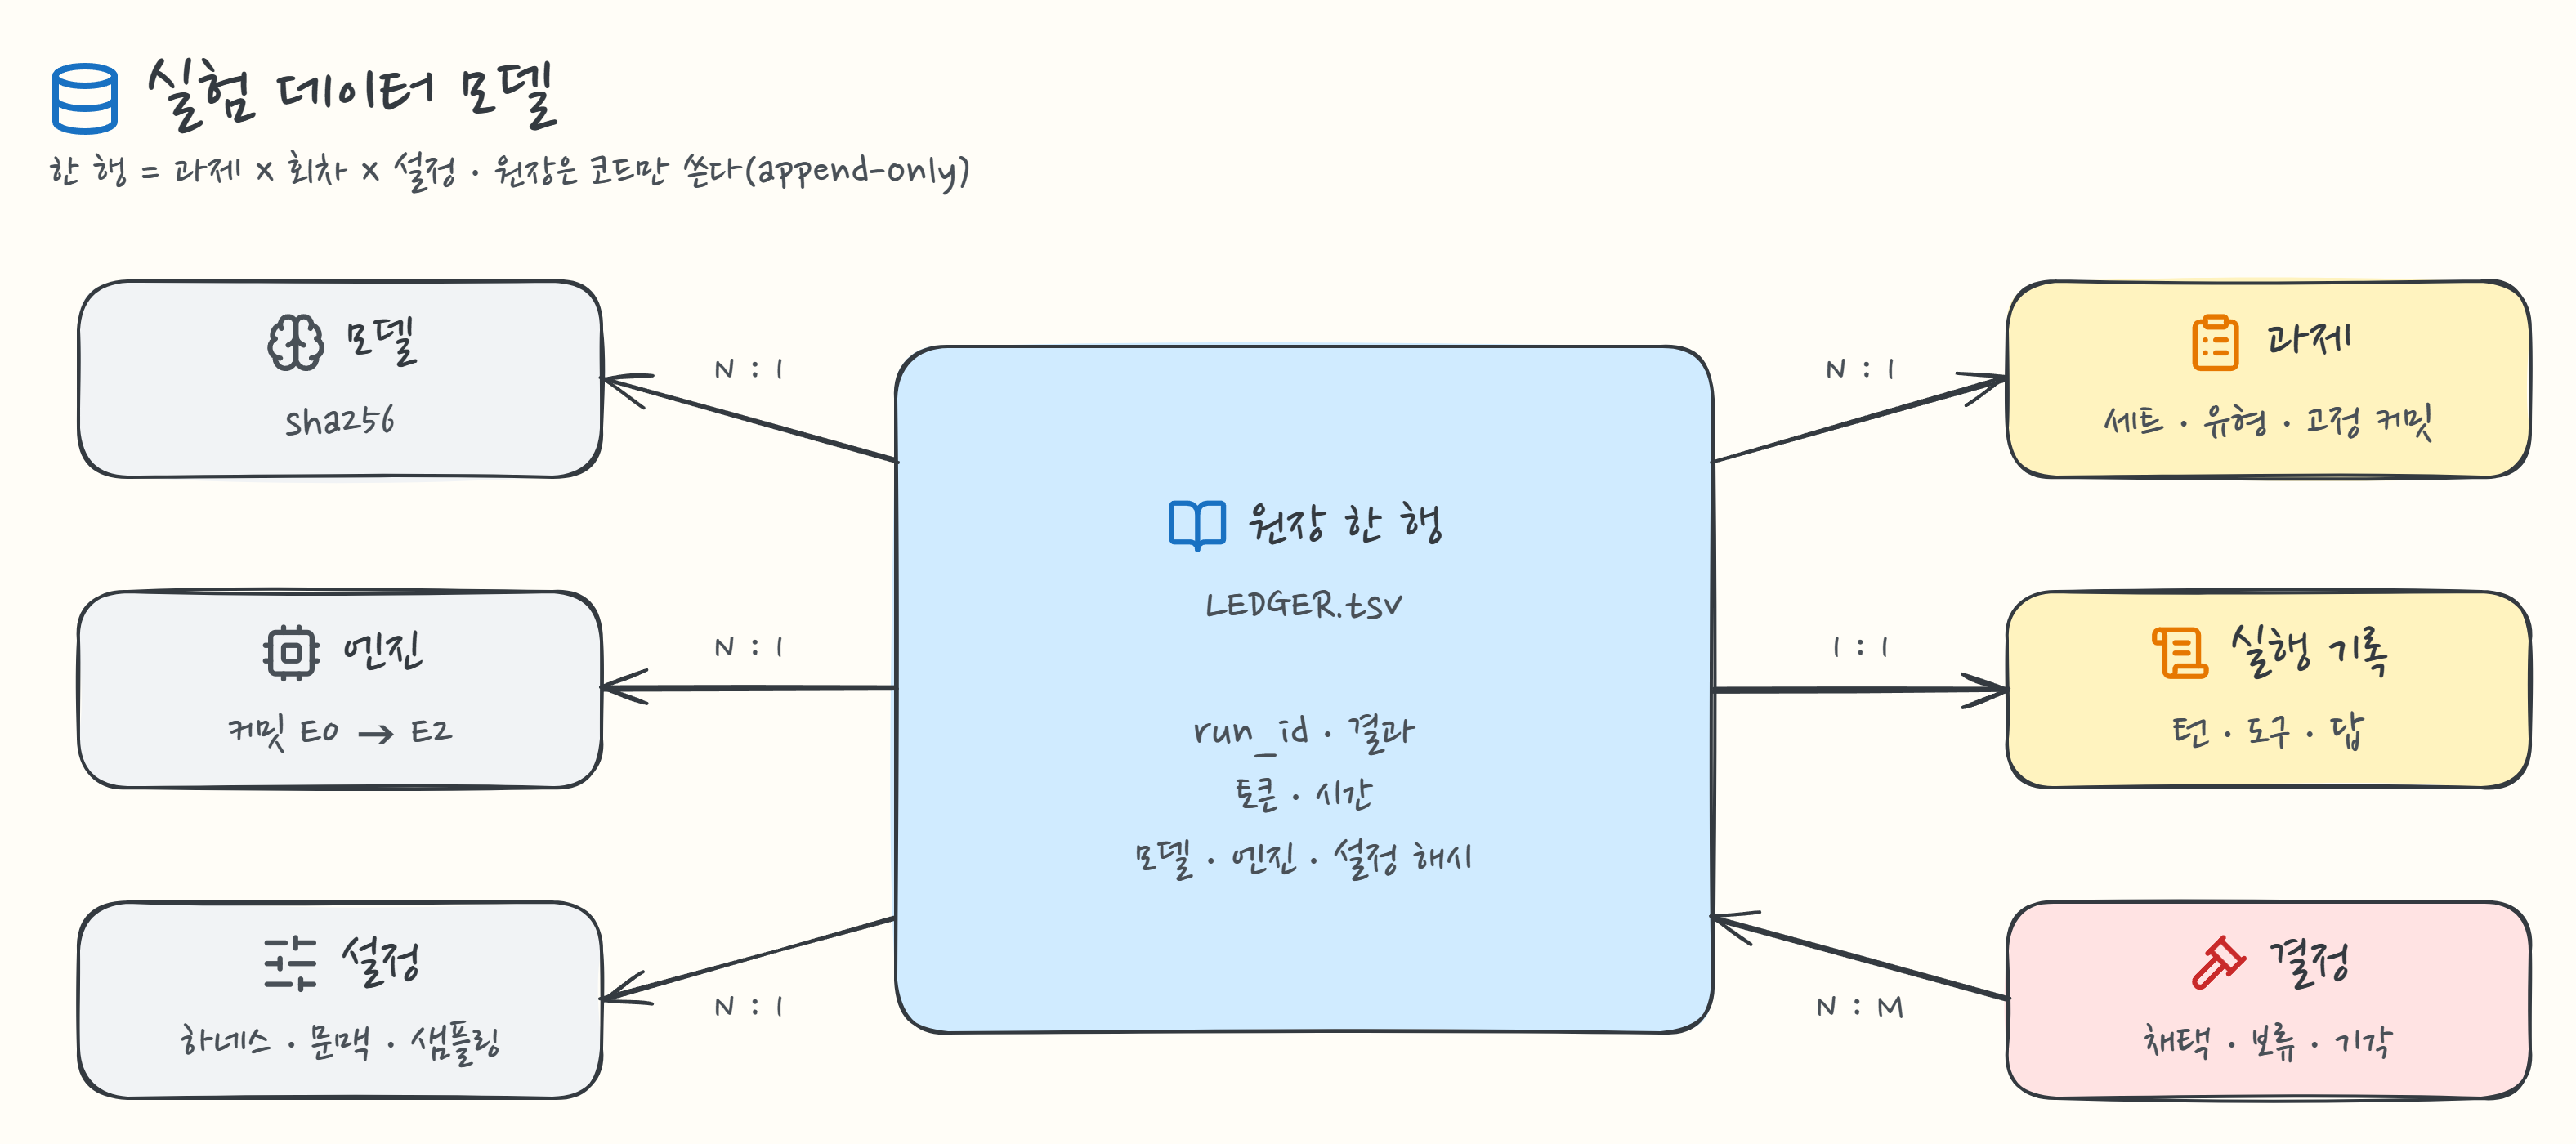 실험 데이터 모델
한 행 = 과제 × 회차 × 설정 · 원장은 코드만 쓴다(append-only)
모델
sha256
N : 1
엔진
커밋 E0 → E2
N : 1
설정
하네스 · 문맥 · 샘플링
N : 1
원장 한 행
LEDGER.tsv
run_id · 결과
토큰 · 시간
모델 · 엔진 · 설정 해시
N : 1
과제
세트 · 유형 · 고정 커밋
1 : 1
실행 기록
턴 · 도구 · 답
N : M
결정
채택 · 보류 · 기각